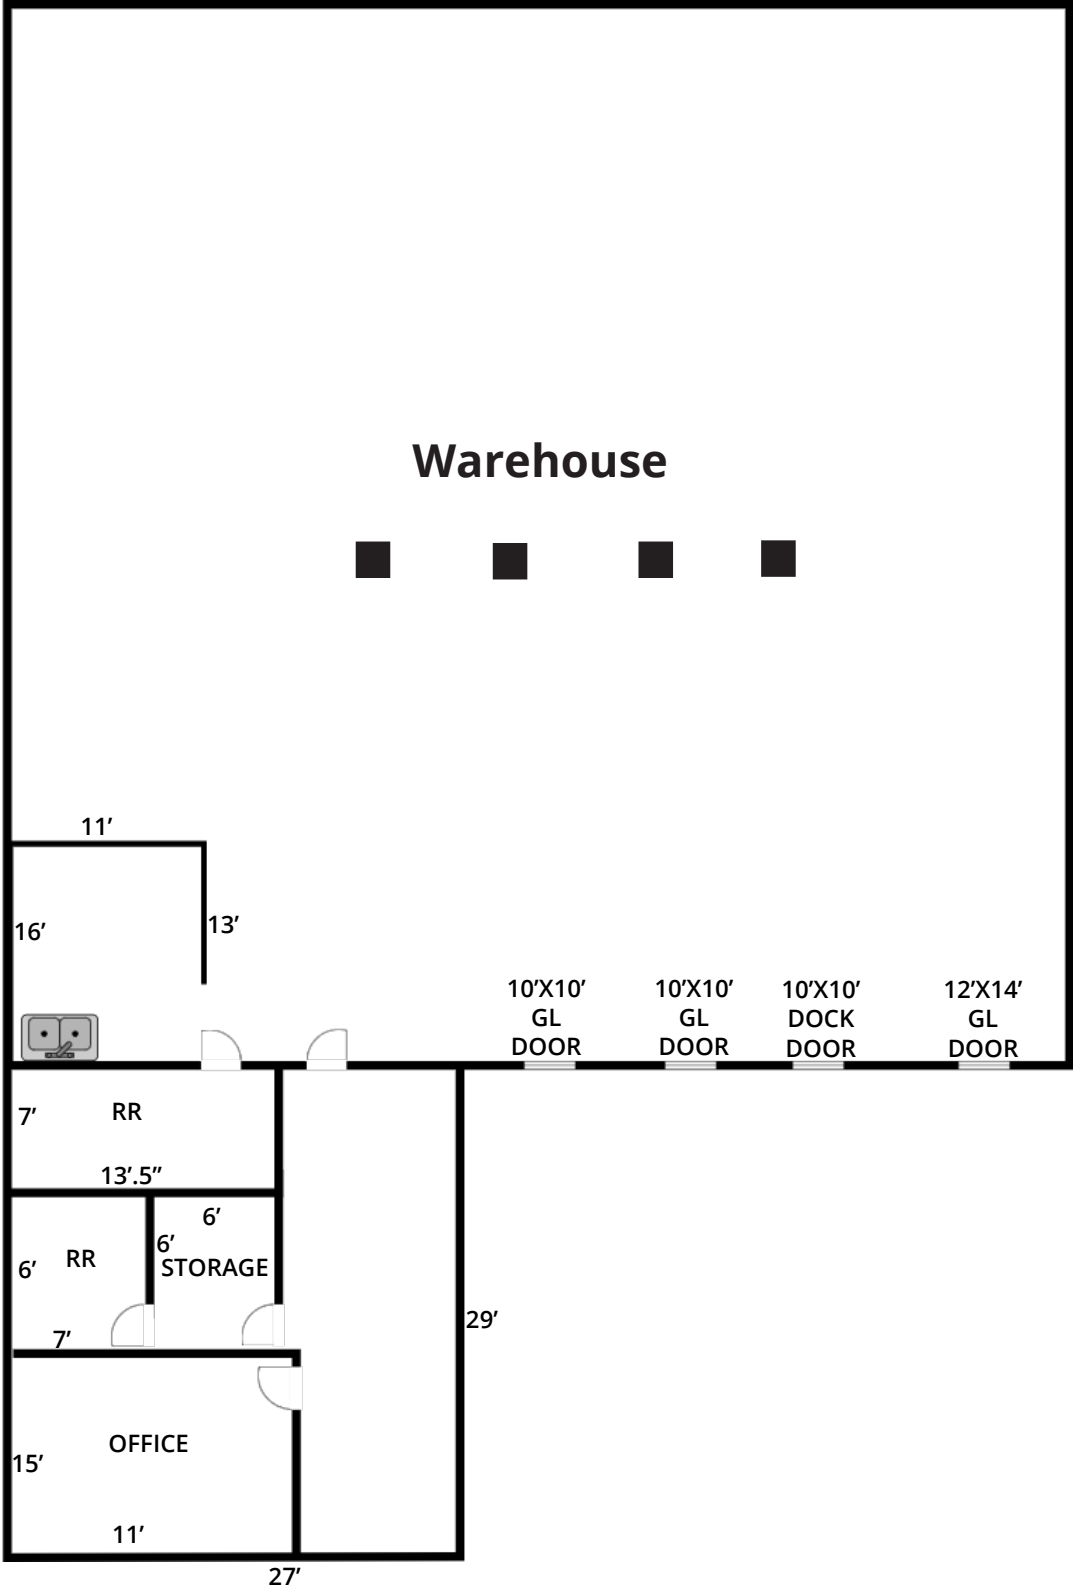 Warehouse
11’
16’
13’
10’X10’
GL
DOOR
10’X10’
GL
DOOR
10’X10’
DOCK
DOOR
12’X14’
GL
DOOR
7’
RR
13’.5”
6’
6’
STORAGE
6’
RR
7’
29’
OFFICE
15’
11’
27’